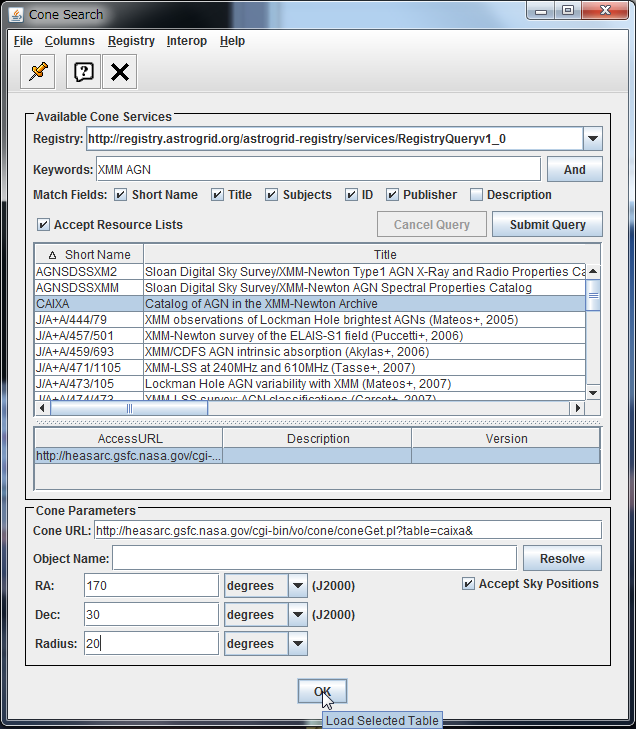 Cone Search
File Columns Registry Interop Help
Available Cone Services
Registry: http://registry.astrogrid.org/astrogrid-registry/services/RegistryQueryv1_0
Keywords: XMM AGN And
Match Fields: Short Name Title Subjects ID Publisher Description
Accept Resource Lists Cancel Query Submit Query
Short Name Title
AGNSDSSXM2 Sloan Digital Sky Survey/XMM-Newton Type1 AGN X-Ray and Radio Properties Ca
AGNSDSSXMM Sloan Digital Sky Survey/XMM-Newton AGN Spectral Properties Catalog
CAIXA Catalog of AGN in the XMM-Newton Archive
J/A+A/444/79 XMM observations of Lockman Hole brightest AGNs (Mateos+, 2005)
J/A+A/457/501 XMM-Newton survey of the ELAIS-S1 field (Puccetti+, 2006)
J/A+A/459/693 XMM/CDFS AGN intrinsic absorption (Akylas+, 2006)
J/A+A/471/1105 XMM-LSS at 240MHz and 610MHz (Tasse+, 2007)
J/A+A/473/105 Lockman Hole AGN variability with XMM (Mateos+, 2007)
J/A+A/474/473 XMM-LSS survey: AGN classifications (Garcet+, 2007)
AccessURL Description Version
http://heasarc.gsfc.nasa.gov/cgi-...
Cone Parameters
Cone URL: http://heasarc.gsfc.nasa.gov/cgi-bin/vo/cone/coneGet.pl?table=caixa&
Object Name: Resolve
RA: 170 degrees (J2000) Accept Sky Positions
Dec: 30 degrees (J2000)
Radius: 20 degrees
OK
Load Selected Table